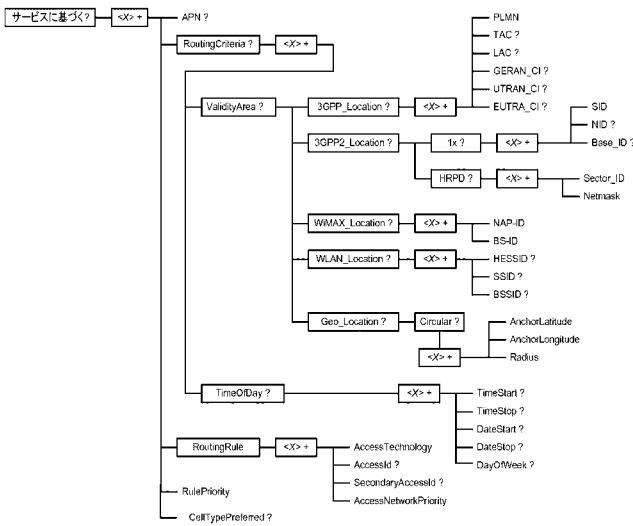 サービスに基づく?
<X> +
APN ?
RoutingCriteria ?
<X> +
ValidityArea ?
3GPP_Location ?
<X> +
PLMN
TAC ?
LAC ?
GERAN_CI ?
UTRAN_CI ?
EUTRA_CI ?
3GPP2_Location ?
1x ?
<X> +
SID
NID ?
Base_ID ?
HRPD ?
<X> +
Sector_ID
Netmask
WiMAX_Location ?
<X> +
NAP-ID
BS-ID
WLAN_Location ?
<X> +
HESSID ?
SSID ?
BSSID ?
Geo_Location ?
Circular ?
<X> +
AnchorLatitude
AnchorLongitude
Radius
TimeOfDay ?
<X> +
TimeStart ?
TimeStop ?
DateStart ?
DateStop ?
DayOfWeek ?
RoutingRule
<X> +
AccessTechnology
AccessId ?
SecondaryAccessId ?
AccessNetworkPriority
RulePriority
CellTypePreferred ?